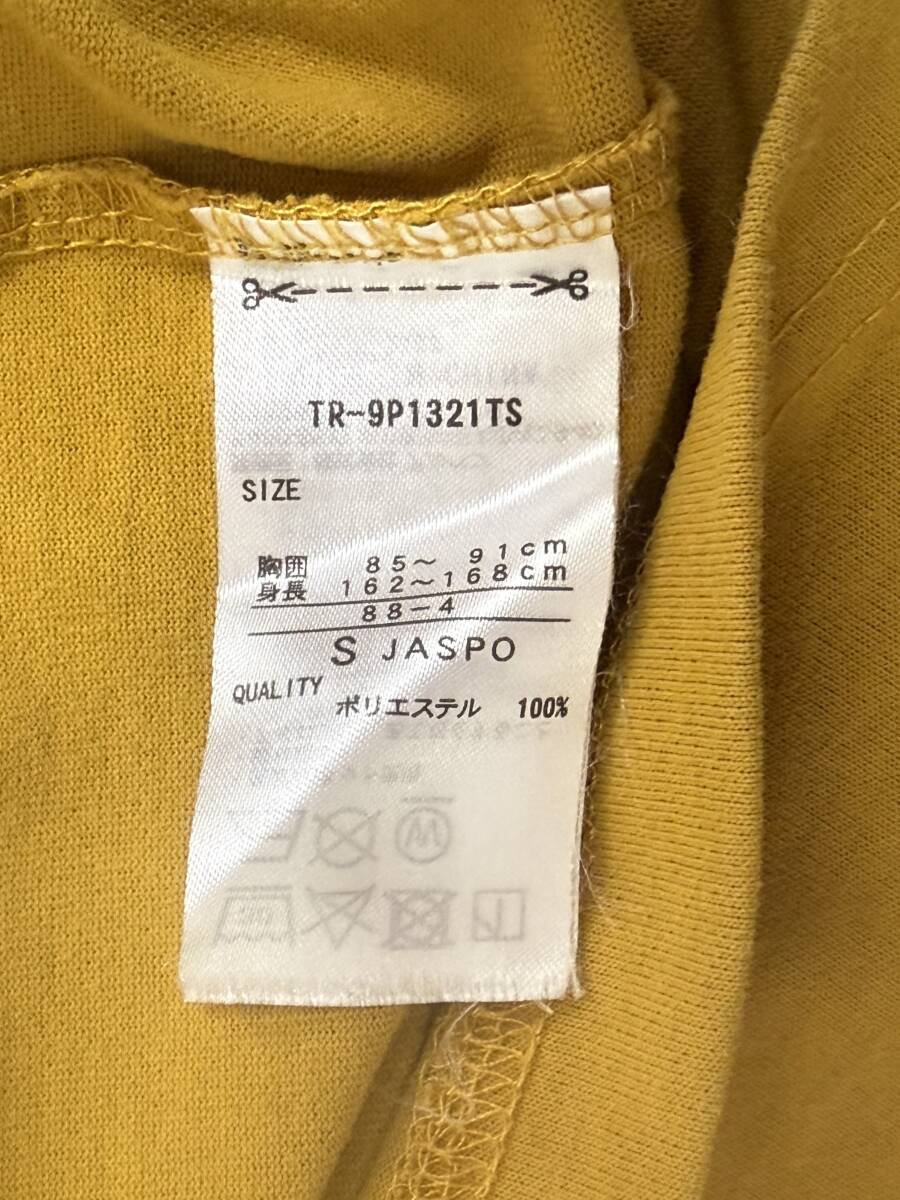 TR-9P1321TS
SIZE
胸囲 85～ 91cm
身長 162～168cm
88-4
S JASPO
QUALITY
ポリエステル 100%